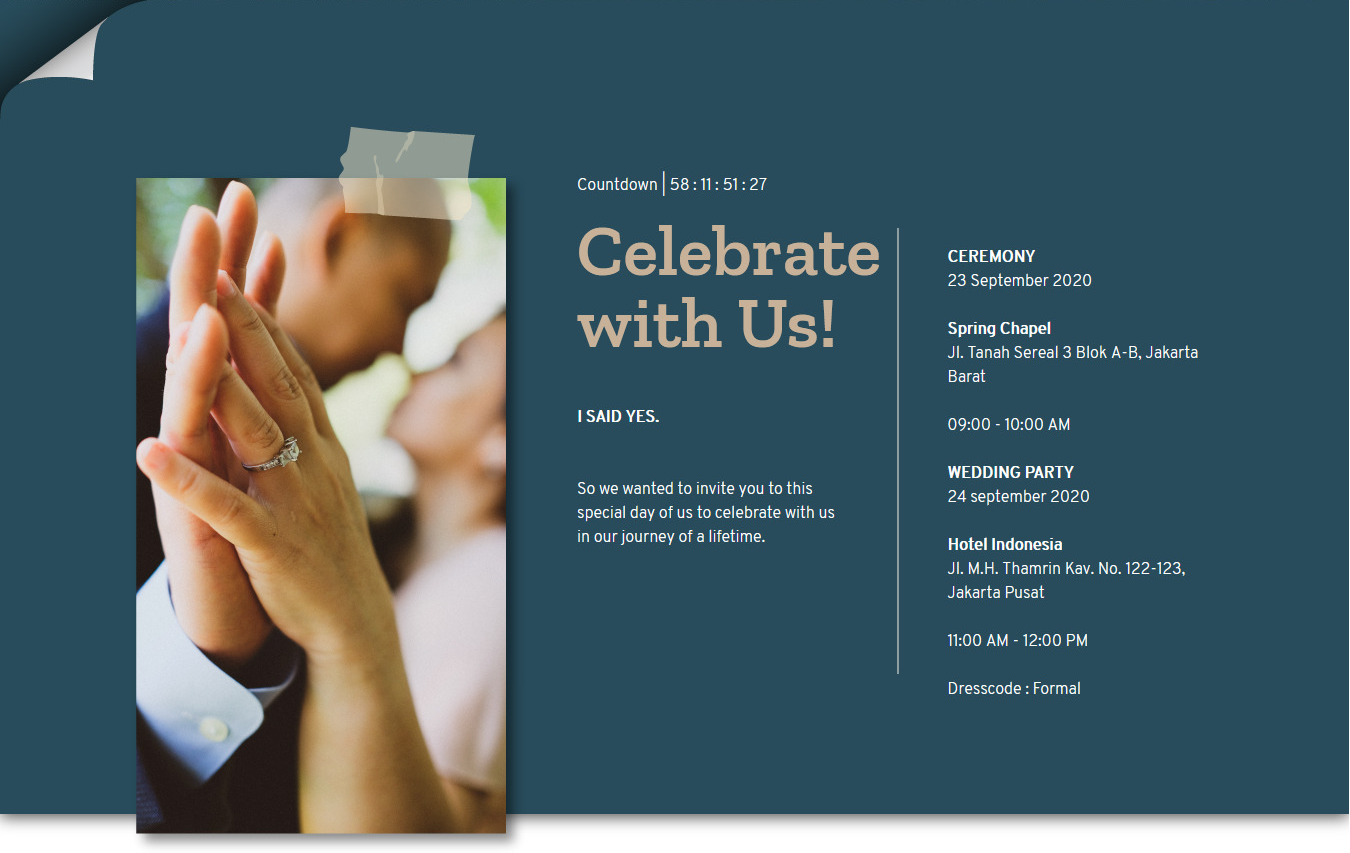 Countdown | 58 : 11 : 51 : 27
Celebrate
with Us!
I SAID YES.
So we wanted to invite you to this
special day of us to celebrate with us
in our journey of a lifetime.
CEREMONY
23 September 2020
Spring Chapel
Jl. Tanah Sereal 3 Blok A-B, Jakarta
Barat
09:00 - 10:00 AM
WEDDING PARTY
24 september 2020
Hotel Indonesia
Jl. M.H. Thamrin Kav. No. 122-123,
Jakarta Pusat
11:00 AM - 12:00 PM
Dresscode : Formal